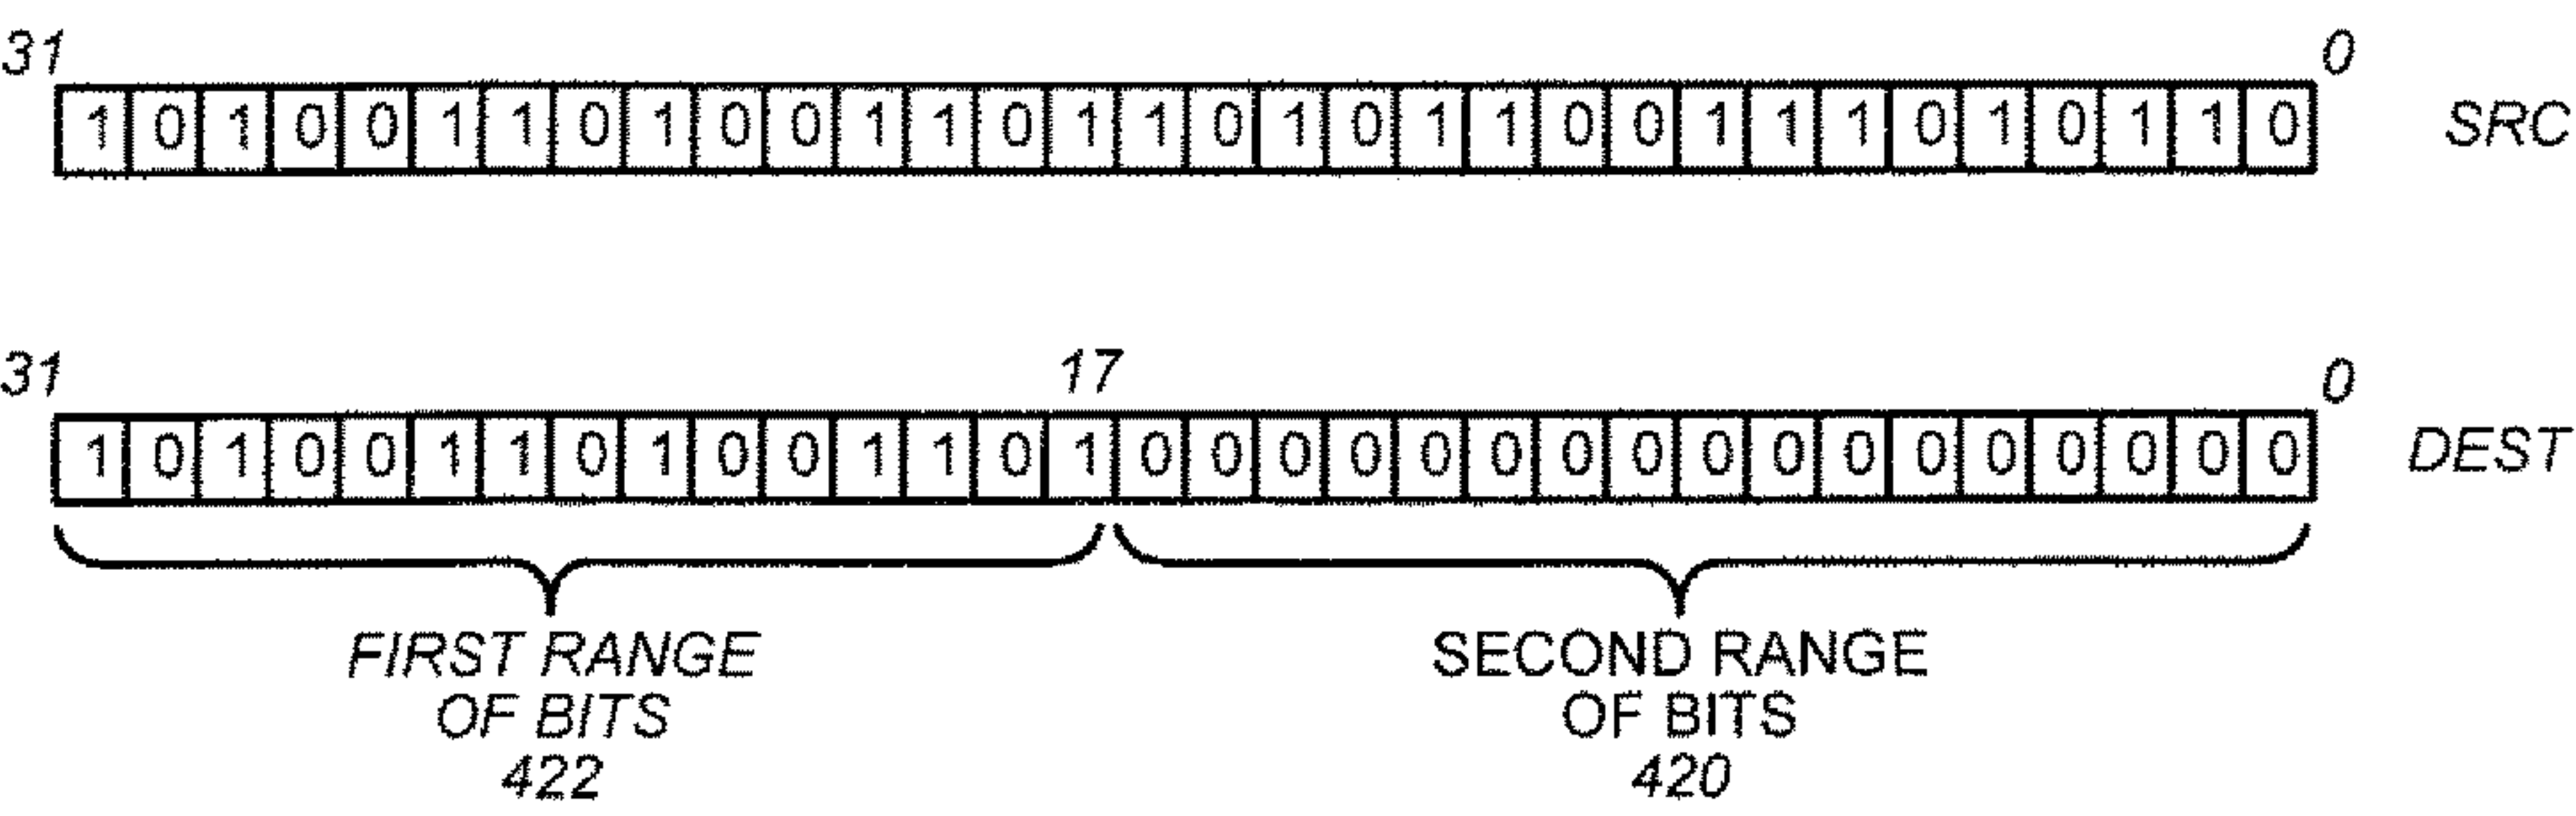 31 0
1 0 1 0 0 1 1 0 1 0 0 1 1 0 1 1 0 1 0 1 1 0 0 1 1 1 0 1 0 1 1 0 SRC
31 17 0
1 0 1 0 0 1 1 0 1 0 0 1 1 0 1 0 0 0 0 0 0 0 0 0 0 0 0 0 0 0 0 0 DEST
FIRST RANGE
OF BITS
422
SECOND RANGE
OF BITS
420